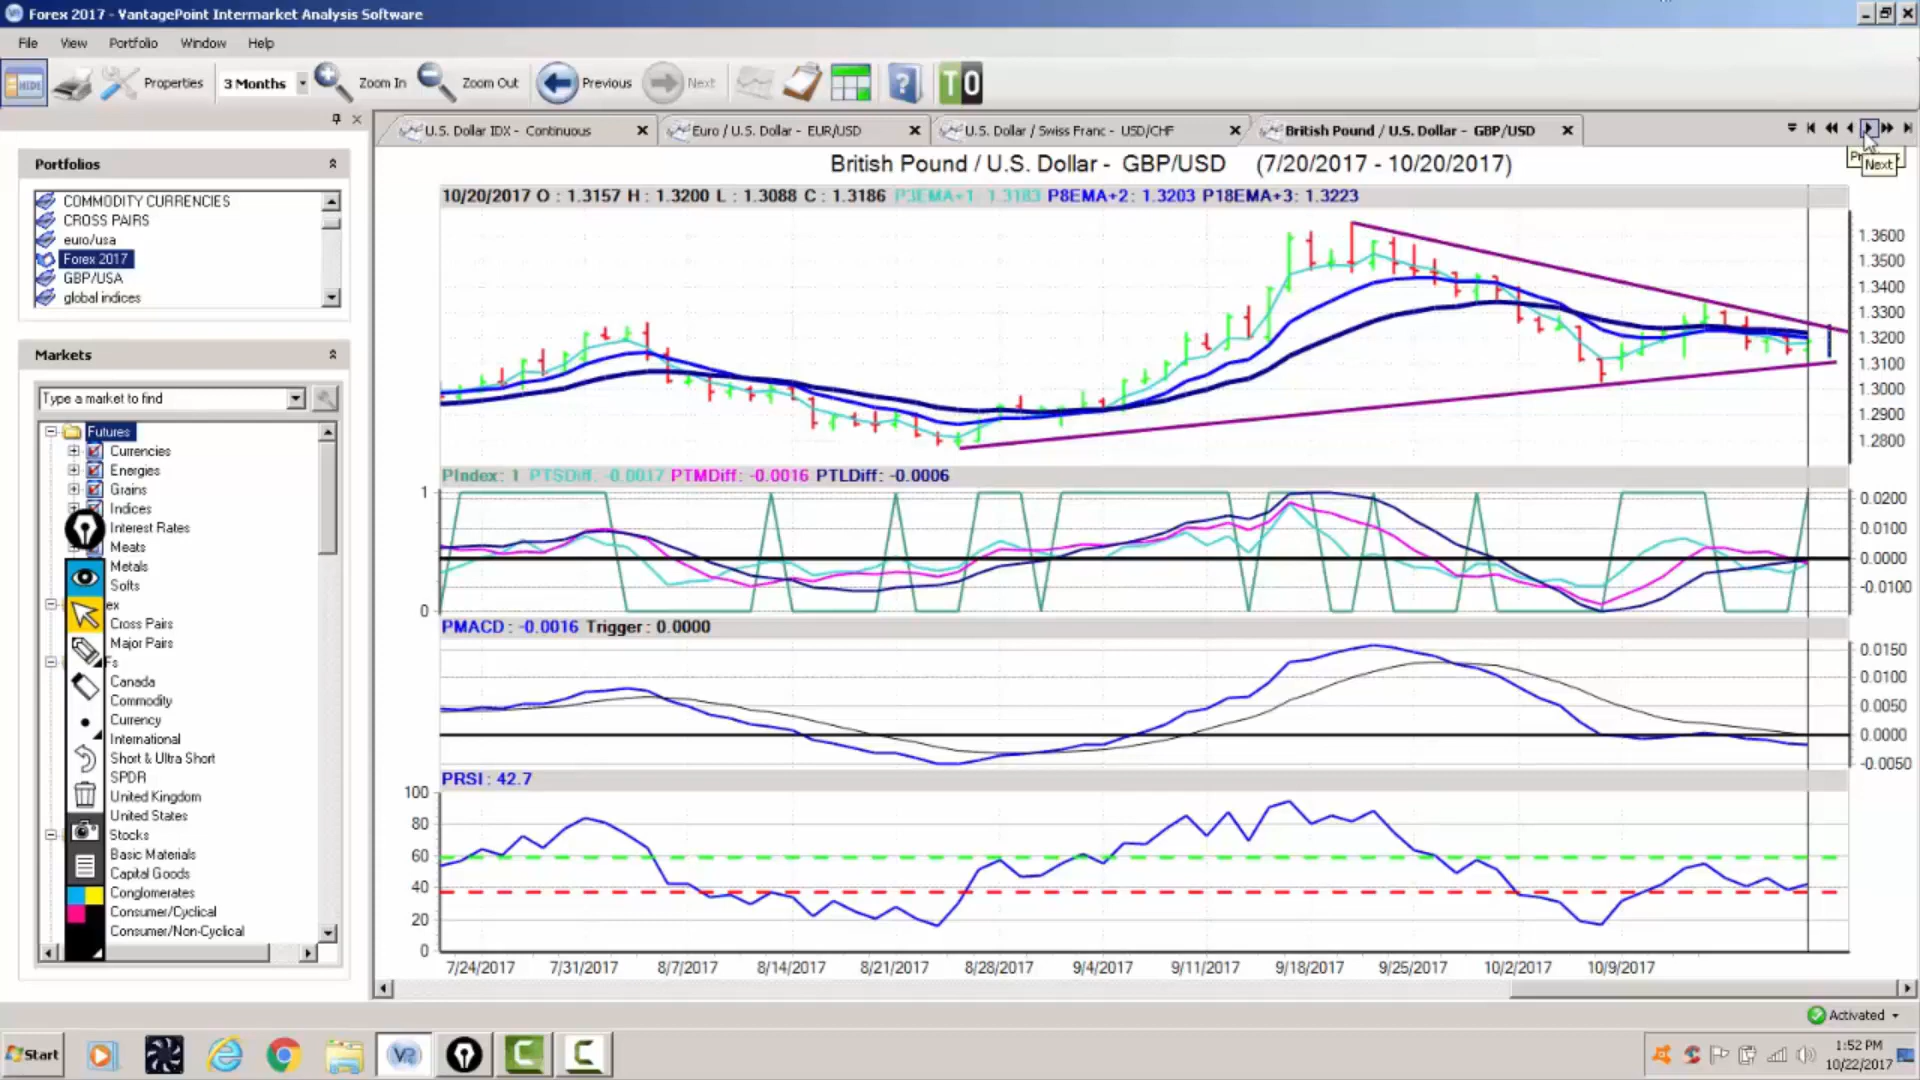 Forex 2017 - VantagePoint Intermarket Analysis Software
File View Portfolio Window Help
HIDE Properties 3 Months Zoom In Zoom Out Previous Next ? TO
U.S. Dollar IDX - Continuous Euro / U.S. Dollar - EUR/USD U.S. Dollar / Swiss Franc - USD/CHF British Pound / U.S. Dollar - GBP/USD
Next
Portfolios
COMMODITY CURRENCIES
CROSS PAIRS
euro/usa
Forex 2017
GBP/USA
global indices
Markets
Type a market to find
Futures
Currencies
Energies
Grains
Indices
Interest Rates
Meats
Metals
Softs
ex
Cross Pairs
Major Pairs
Fs
Canada
Commodity
Currency
International
Short & Ultra Short
SPDR
United Kingdom
United States
Stocks
Basic Materials
Capital Goods
Conglomerates
Consumer/Cyclical
Consumer/Non-Cyclical
British Pound / U.S. Dollar - GBP/USD (7/20/2017 - 10/20/2017)
10/20/2017 O : 1.3157 H : 1.3200 L : 1.3088 C : 1.3186 P3EMA+1 1.3183 P8EMA+2: 1.3203 P18EMA+3: 1.3223
1.3600
1.3500
1.3400
1.3300
1.3200
1.3100
1.3000
1.2900
1.2800
PIndex: 1 PTSDiff: -0.0017 PTMDiff: -0.0016 PTLDiff: -0.0006
1
0
0.0200
0.0100
0.0000
-0.0100
PMACD: -0.0016 Trigger: 0.0000
0.0150
0.0100
0.0050
0.0000
-0.0050
PRSI: 42.7
100
80
60
40
20
0
7/24/2017 7/31/2017 8/7/2017 8/14/2017 8/21/2017 8/28/2017 9/4/2017 9/11/2017 9/18/2017 9/25/2017 10/2/2017 10/9/2017
Activated
Start
1:52 PM
10/22/2017